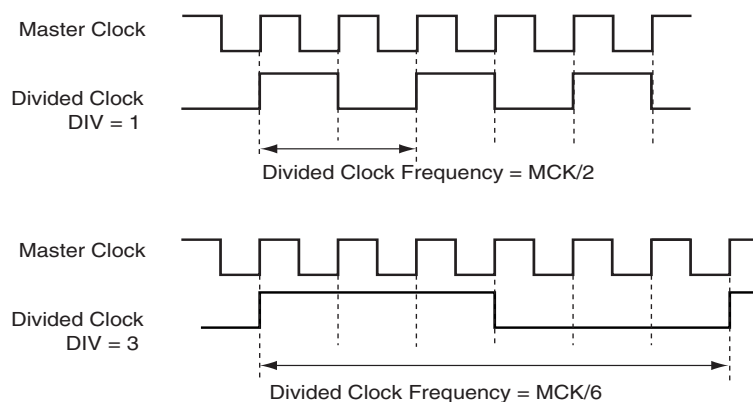 Master Clock
Divided Clock
DIV = 1
Divided Clock Frequency = MCK/2
Master Clock
Divided Clock
DIV = 3
Divided Clock Frequency = MCK/6